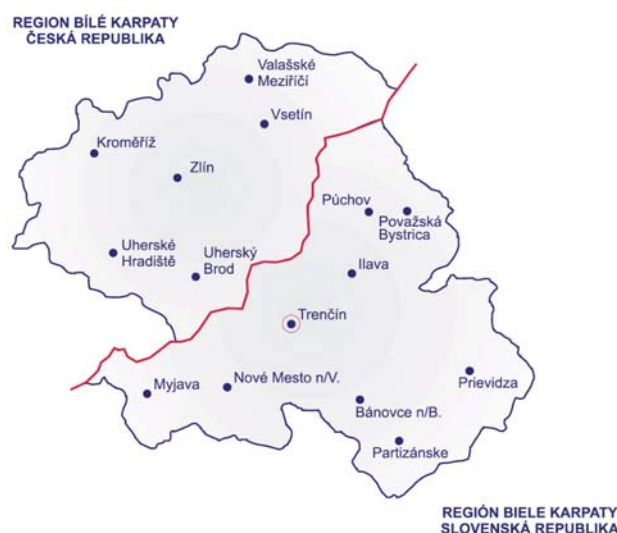 REGION BÍLÉ KARPATY
ČESKÁ REPUBLIKA
Valašské
Meziříčí
Vsetín
Kroměříž
Zlín
Púchov
Považská
Bystrica
Uherské
Hradiště
Uherský
Brod
Ilava
Trenčín
Nové Mesto n/V.
Myjava
Prievidza
Bánovce n/B.
Partizánske
REGIÓN BIELE KARPATY
SLOVENSKÁ REPUBLIKA